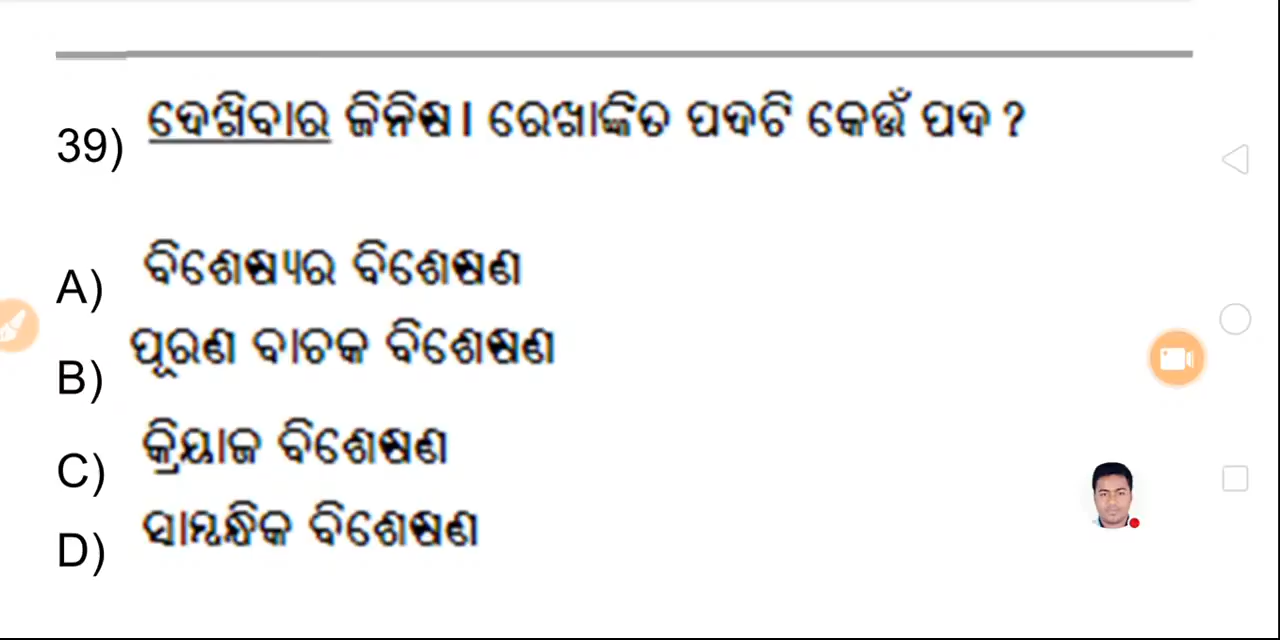 39) ଦେଖିବାର ଜିନିଷ। ରେଖାଙ୍କିତ ପଦଟି କେଉଁ ପଦ ?
A) ବିଶେଷ୍ୟର ବିଶେଷଣ
B) ପୂରଣ ବାଚକ ବିଶେଷଣ
C) କ୍ରିୟାଜ ବିଶେଷଣ
D) ସାମ୍ବନ୍ଧିକ ବିଶେଷଣ